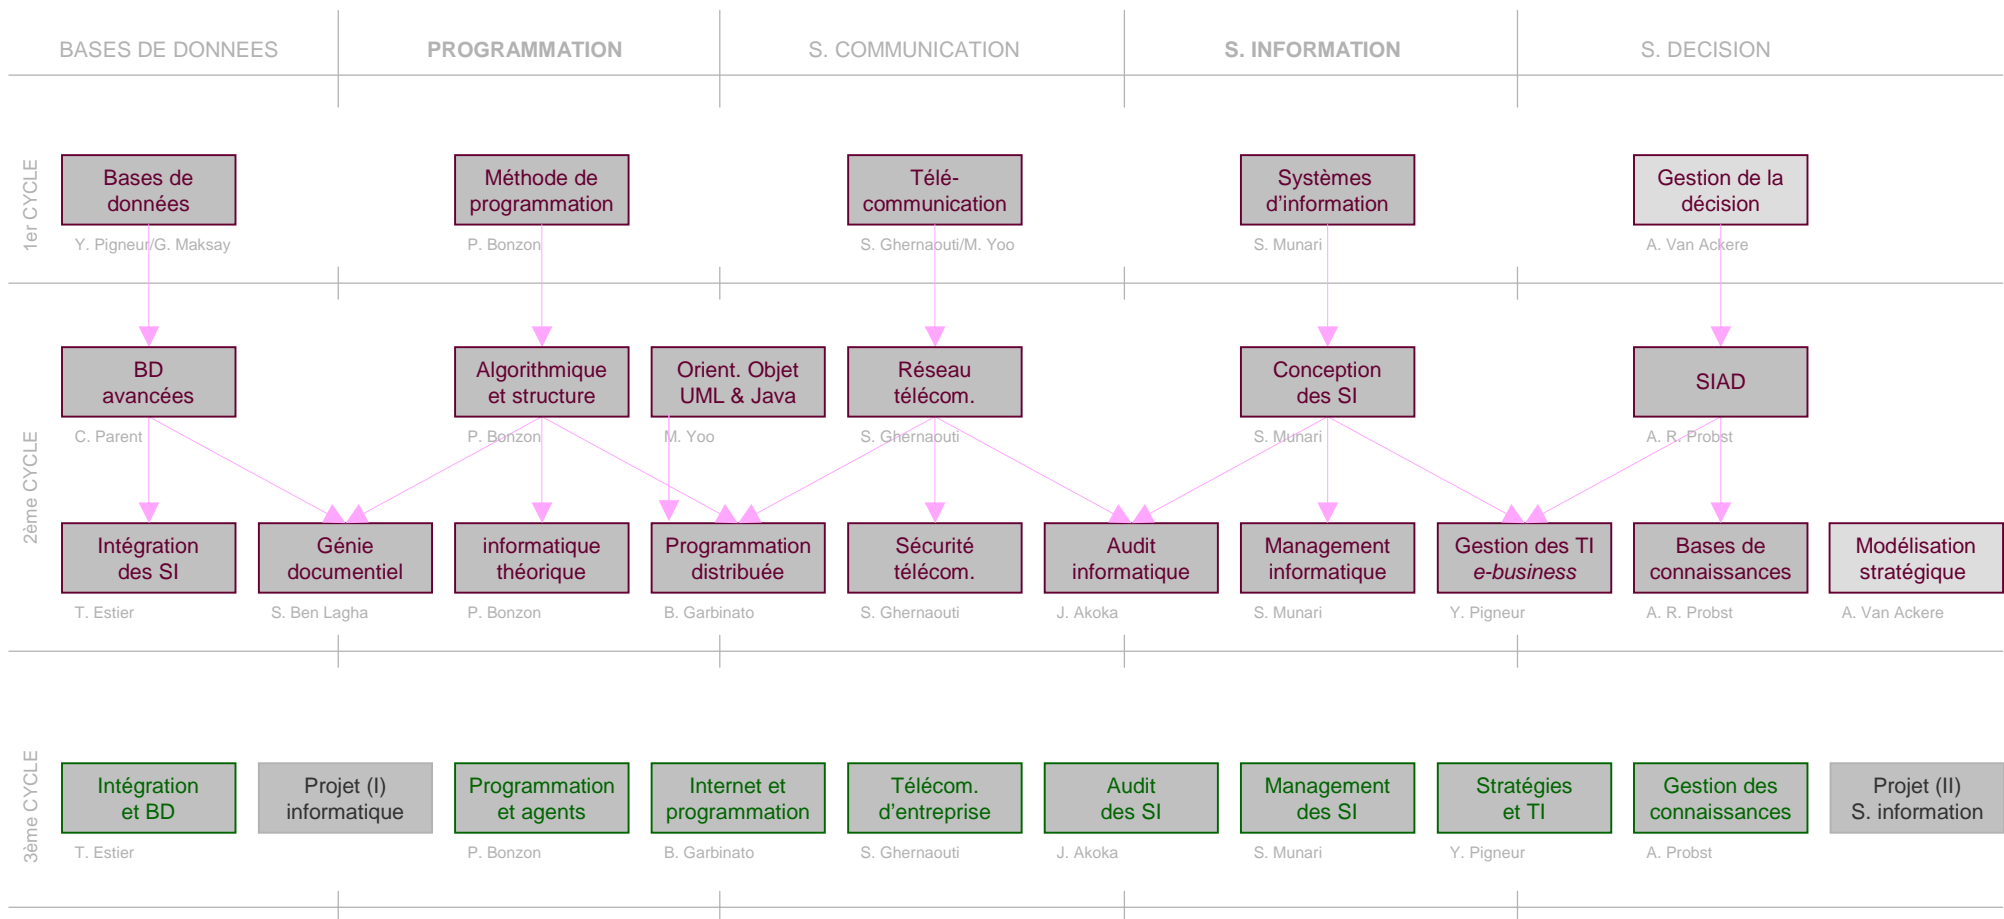 BASES DE DONNEES
PROGRAMMATION
S. COMMUNICATION
S. INFORMATION
S. DECISION
1er CYCLE
Bases de
données
Y. Pigneur/G. Maksay
Méthode de
programmation
P. Bonzon
Télé-
communication
S. Ghernaouti/M. Yoo
Systèmes
d'information
S. Munari
Gestion de la
décision
A. Van Ackere
2ème CYCLE
BD
avancées
C. Parent
Algorithmique
et structure
P. Bonzon
Orient. Objet
UML & Java
M. Yoo
Réseau
télécom.
S. Ghernaouti
Conception
des SI
S. Munari
SIAD
A. R. Probst
Intégration
des SI
T. Estier
Génie
documentiel
S. Ben Lagha
informatique
théorique
P. Bonzon
Programmation
distribuée
B. Garbinato
Sécurité
télécom.
S. Ghernaouti
Audit
informatique
J. Akoka
Management
informatique
S. Munari
Gestion des TI
e-business
Y. Pigneur
Bases de
connaissances
A. R. Probst
Modélisation
stratégique
A. Van Ackere
3ème CYCLE
Intégration
et BD
T. Estier
Projet (I)
informatique
Programmation
et agents
P. Bonzon
Internet et
programmation
B. Garbinato
Télécom.
d'entreprise
S. Ghernaouti
Audit
des SI
J. Akoka
Management
des SI
S. Munari
Stratégies
et TI
Y. Pigneur
Gestion des
connaissances
A. Probst
Projet (II)
S. information